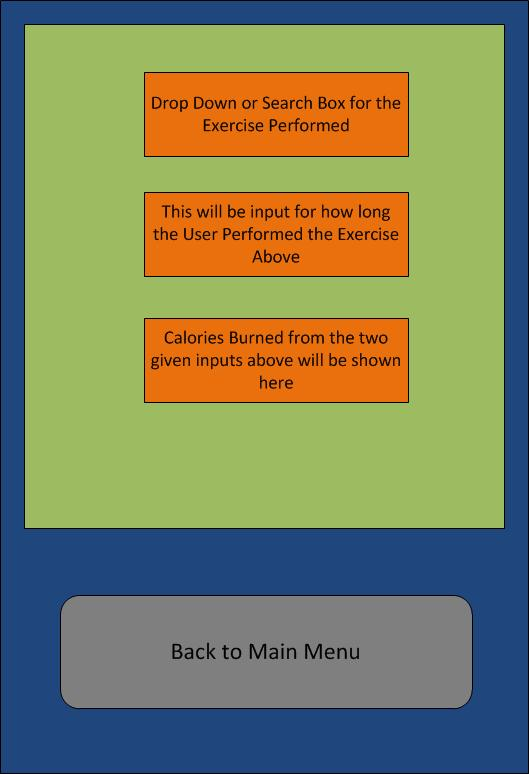 Drop Down or Search Box for the
Exercise Performed
This will be input for how long
the User Performed the Exercise
Above
Calories Burned from the two
given inputs above will be shown
here
Back to Main Menu